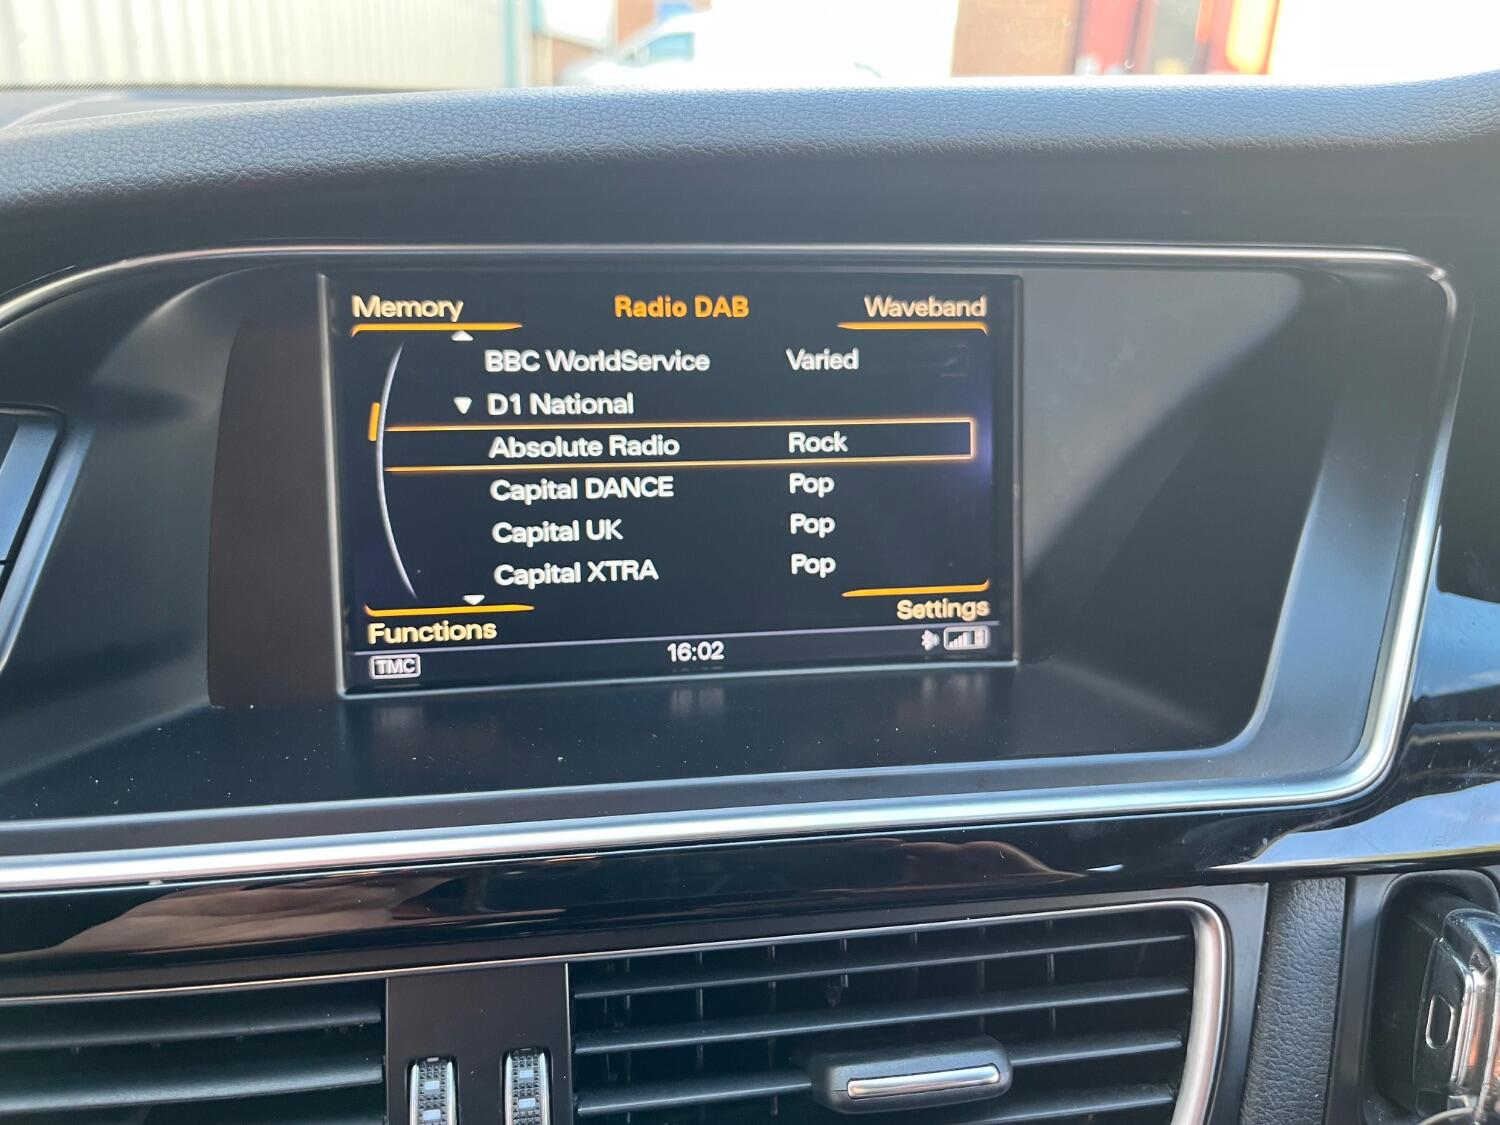 Memory Radio DAB Waveband
BBC WorldService Varied
▼ D1 National
Absolute Radio Rock
Capital DANCE Pop
Capital UK Pop
Capital XTRA Pop
Functions Settings
TMC 16:02